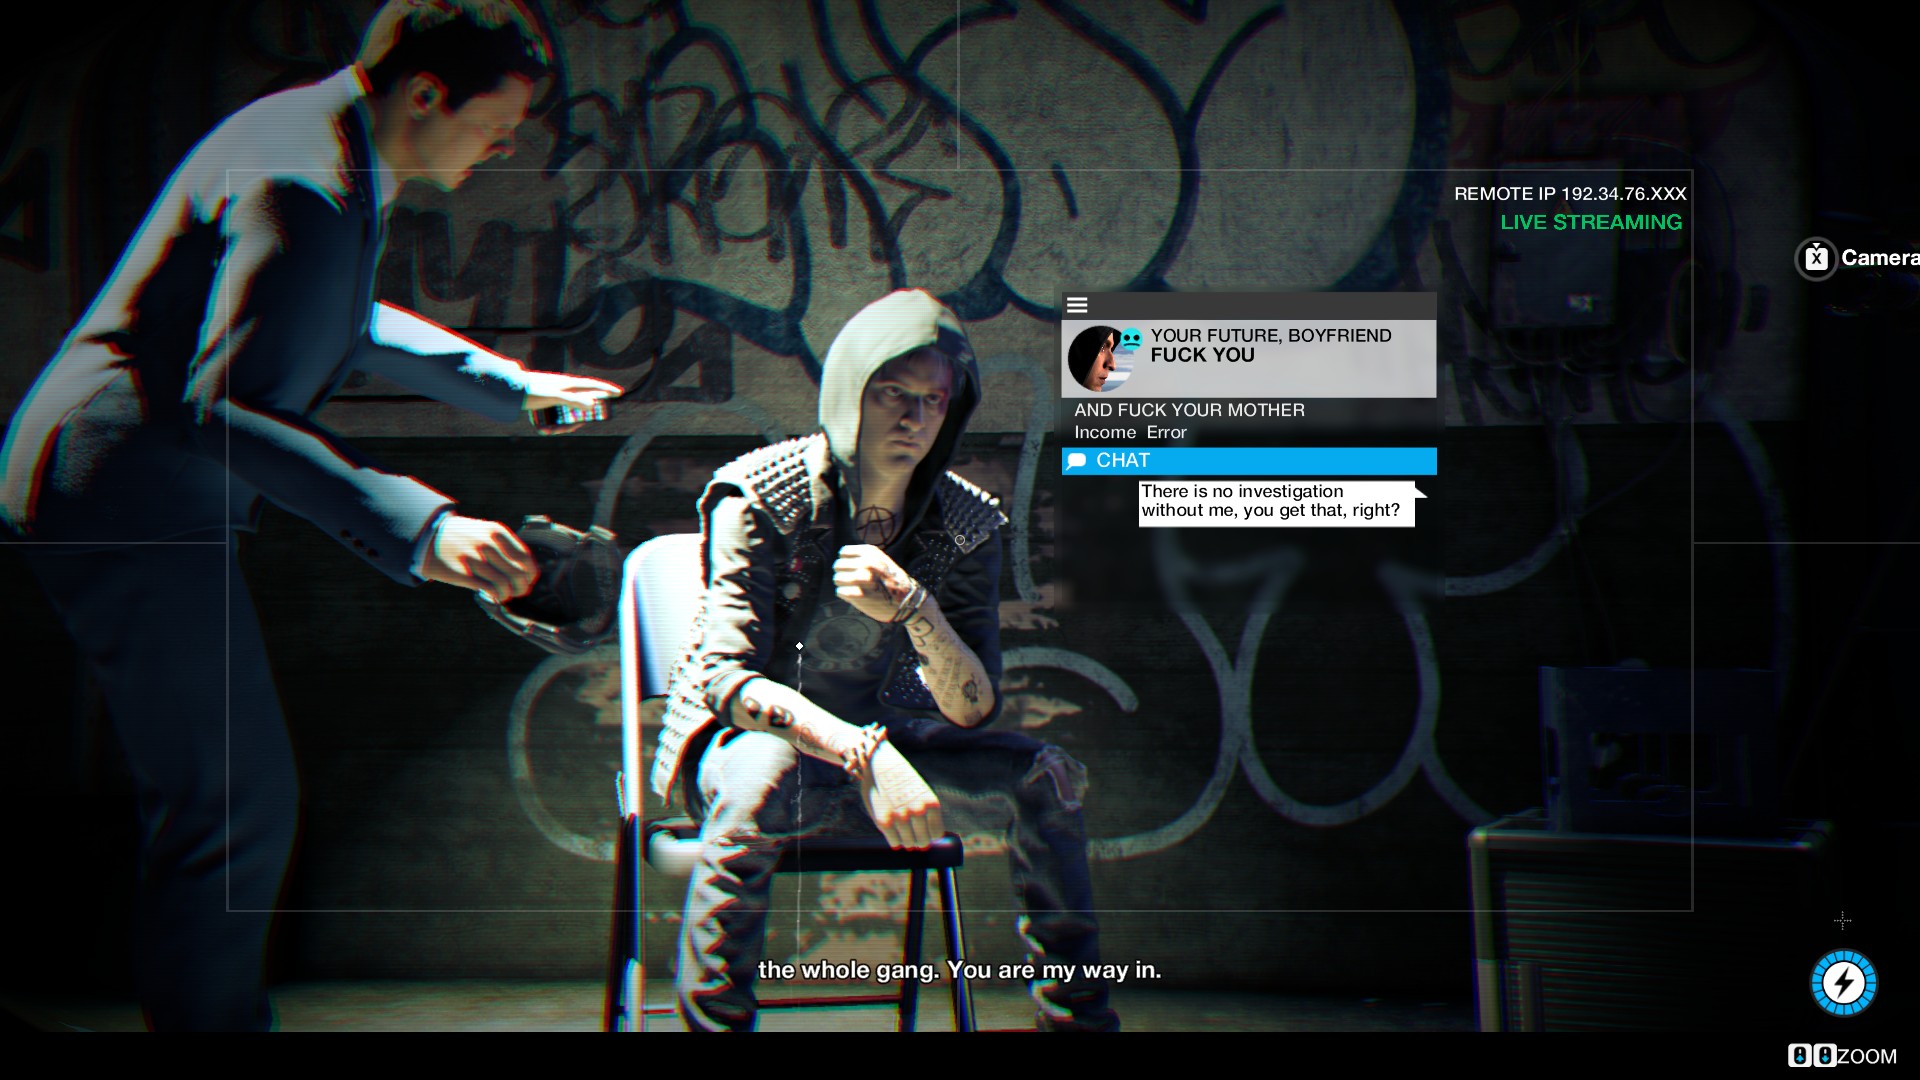 REMOTE IP 192.34.76.XXX
LIVE STREAMING
X Camera
YOUR FUTURE, BOYFRIEND
FUCK YOU
AND FUCK YOUR MOTHER
Income Error
CHAT
There is no investigation
without me, you get that, right?
the whole gang. You are my way in.
ZOOM